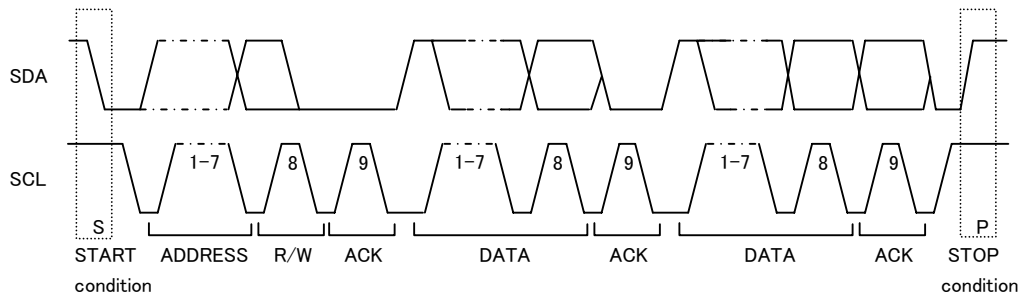 SDA
1-7 8 9 1-7 8 9 1-7 8 9
SCL
S P
START ADDRESS R/W ACK DATA ACK DATA ACK STOP
condition condition